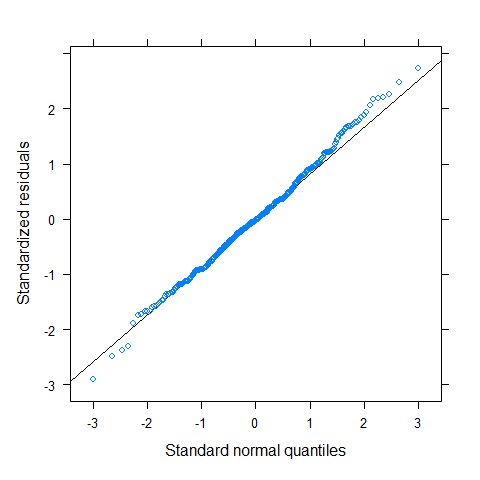 Standardized residuals
2
1
0
-1
-2
-3
-3 -2 -1 0 1 2 3
Standard normal quantiles